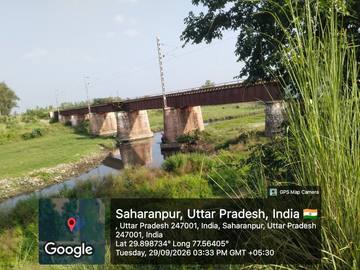 GPS Map Camera
Saharanpur, Uttar Pradesh, India 🇮🇳
, Uttar Pradesh 247001, India, Saharanpur, Uttar Pradesh
247001, India
Lat 29.898734° Long 77.56405°
Tuesday, 29/09/2026 03:33 PM GMT +05:30
Google